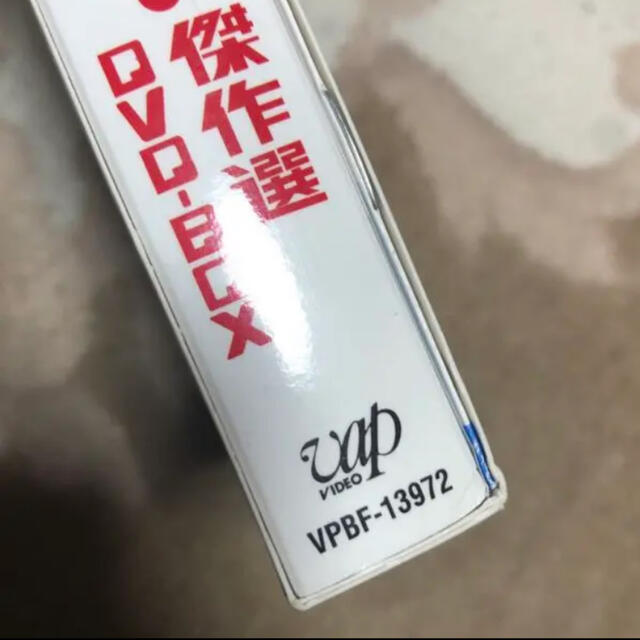 傑作選
DVD-BOX
vap
VIDEO
VPBF-13972